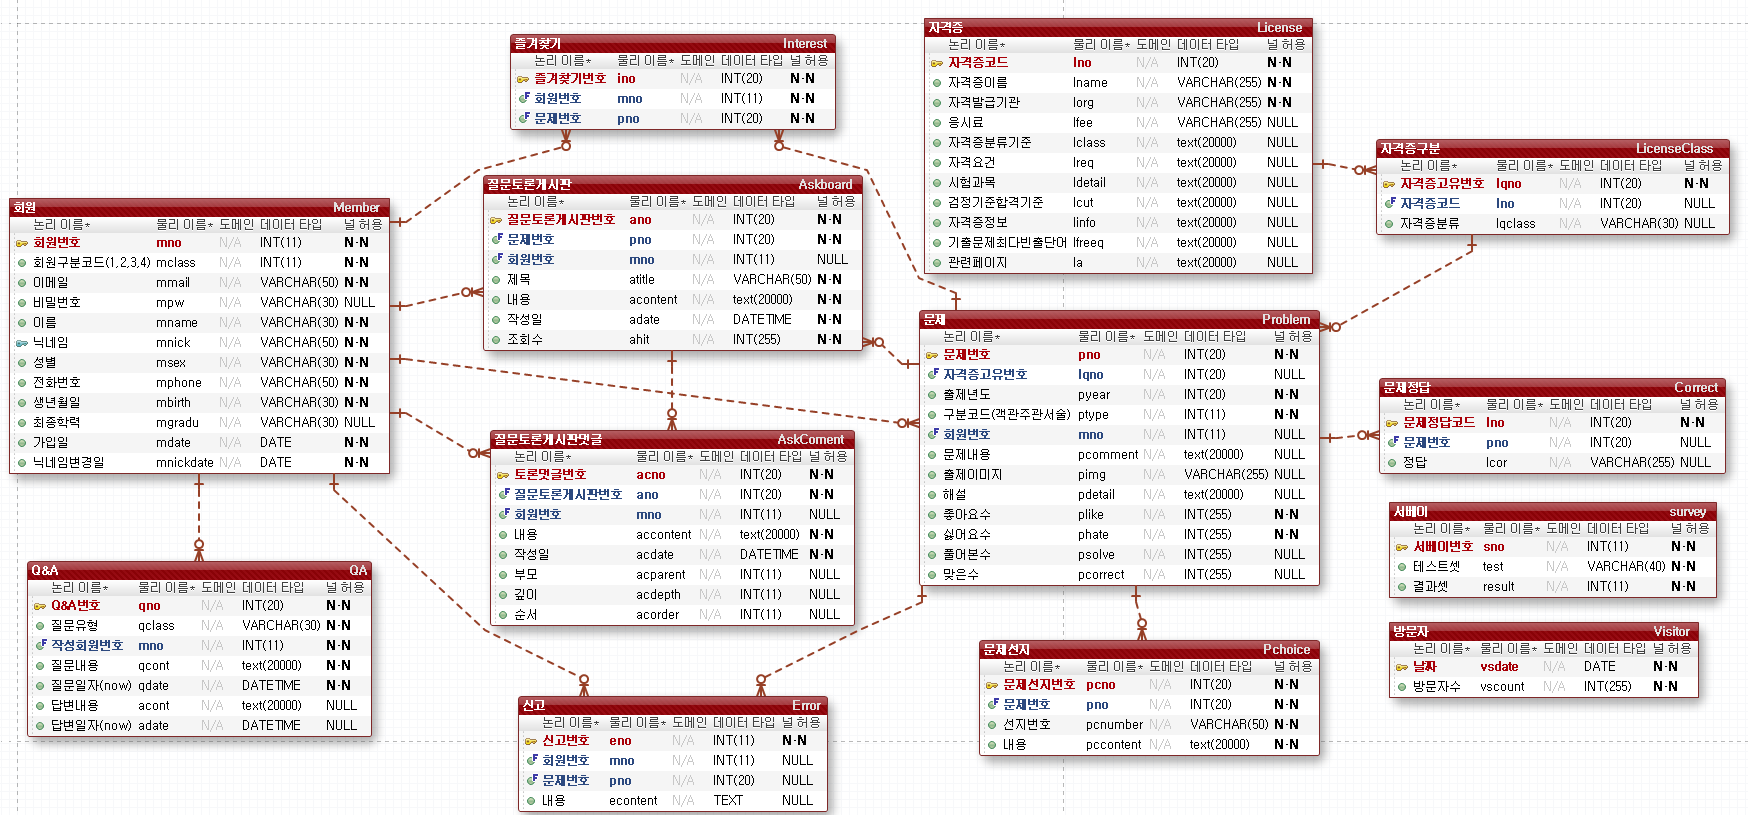 즐겨찾기 Interest
논리 이름* 물리 이름* 도메인 데이터 타입 널 허용
즐겨찾기번호 ino N/A INT(20) N-N
회원번호 mno N/A INT(11) N-N
문제번호 pno N/A INT(20) N-N
자격증 License
논리 이름* 물리 이름* 도메인 데이터 타입 널 허용
자격증코드 lno N/A INT(20) N-N
자격증이름 lname N/A VARCHAR(255) N-N
자격발급기관 lorg N/A VARCHAR(255) N-N
응시료 lfee N/A VARCHAR(255) NULL
자격증분류기준 lclass N/A text(20000) NULL
자격요건 lreq N/A text(20000) NULL
시험과목 ldetail N/A text(20000) NULL
검정기준합격기준 lcut N/A text(20000) NULL
자격증정보 linfo N/A text(20000) NULL
기출문제최다빈출단어 lfreeq N/A text(20000) NULL
관련페이지 la N/A text(20000) NULL
자격증구분 LicenseClass
논리 이름* 물리 이름* 도메인 데이터 타입 널 허용
자격증고유번호 lqno N/A INT(20) N-N
자격증코드 lno N/A INT(20) NULL
자격증분류 lqclass N/A VARCHAR(30) NULL
질문토론게시판 Askboard
논리 이름* 물리 이름* 도메인 데이터 타입 널 허용
질문토론게시판번호 ano N/A INT(20) N-N
문제번호 pno N/A INT(20) N-N
회원번호 mno N/A INT(11) NULL
제목 atitle N/A VARCHAR(50) N-N
내용 acontent N/A text(20000) N-N
작성일 adate N/A DATETIME N-N
조회수 ahit N/A INT(255) N-N
회원 Member
논리 이름* 물리 이름* 도메인 데이터 타입 널 허용
회원번호 mno N/A INT(11) N-N
회원구분코드(1,2,3,4) mclass N/A INT(11) N-N
이메일 mmail N/A VARCHAR(50) N-N
비밀번호 mpw N/A VARCHAR(30) NULL
이름 mname N/A VARCHAR(30) N-N
닉네임 mnick N/A VARCHAR(50) N-N
성별 msex N/A VARCHAR(30) N-N
전화번호 mphone N/A VARCHAR(50) N-N
생년월일 mbirth N/A VARCHAR(30) N-N
최종학력 mgradu N/A VARCHAR(30) NULL
가입일 mdate N/A DATE N-N
닉네임변경일 mnickdate N/A DATE N-N
문제 Problem
논리 이름* 물리 이름* 도메인 데이터 타입 널 허용
문제번호 pno N/A INT(20) N-N
자격증고유번호 lqno N/A INT(20) NULL
출제년도 pyear N/A INT(20) N-N
구분코드(객관주관서술) ptype N/A INT(11) N-N
회원번호 mno N/A INT(11) NULL
문제내용 pcomment N/A text(20000) N-N
출제이미지 pimg N/A VARCHAR(255) NULL
해설 pdetail N/A text(20000) NULL
좋아요수 plike N/A INT(255) N-N
싫어요수 phate N/A INT(255) N-N
풀어본수 psolve N/A INT(255) NULL
맞은수 pcorrect N/A INT(255) NULL
문제정답 Correct
논리 이름* 물리 이름* 도메인 데이터 타입 널 허용
문제정답코드 lno N/A INT(20) N-N
문제번호 pno N/A INT(20) NULL
정답 lcor N/A VARCHAR(255) NULL
질문토론게시판댓글 AskComent
논리 이름* 물리 이름* 도메인 데이터 타입 널 허용
토론댓글번호 acno N/A INT(20) N-N
질문토론게시판번호 ano N/A INT(20) N-N
회원번호 mno N/A INT(11) NULL
내용 accontent N/A text(20000) N-N
작성일 acdate N/A DATETIME N-N
부모 acparent N/A INT(11) NULL
깊이 acdepth N/A INT(11) NULL
순서 acorder N/A INT(11) NULL
서베이 survey
논리 이름* 물리 이름* 도메인 데이터 타입 널 허용
서베이번호 sno N/A INT(11) N-N
테스트셋 test N/A VARCHAR(40) N-N
결과셋 result N/A INT(11) N-N
Q&A QA
논리 이름* 물리 이름* 도메인 데이터 타입 널 허용
Q&A번호 qno N/A INT(20) N-N
질문유형 qclass N/A VARCHAR(30) N-N
작성회원번호 mno N/A INT(11) N-N
질문내용 qcont N/A text(20000) N-N
질문일자(now) qdate N/A DATETIME N-N
답변내용 acont N/A text(20000) NULL
답변일자(now) adate N/A DATETIME NULL
방문자 Visitor
논리 이름* 물리 이름* 도메인 데이터 타입 널 허용
날짜 vsdate N/A DATE N-N
방문자수 vscount N/A INT(255) N-N
문제선지 Pchoice
논리 이름* 물리 이름* 도메인 데이터 타입 널 허용
문제선지번호 pcno N/A INT(20) N-N
문제번호 pno N/A INT(20) N-N
선지번호 pcnumber N/A VARCHAR(50) N-N
내용 pccontent N/A text(20000) N-N
신고 Error
논리 이름* 물리 이름* 도메인 데이터 타입 널 허용
신고번호 eno N/A INT(11) N-N
회원번호 mno N/A INT(11) NULL
문제번호 pno N/A INT(20) NULL
내용 econtent N/A TEXT NULL